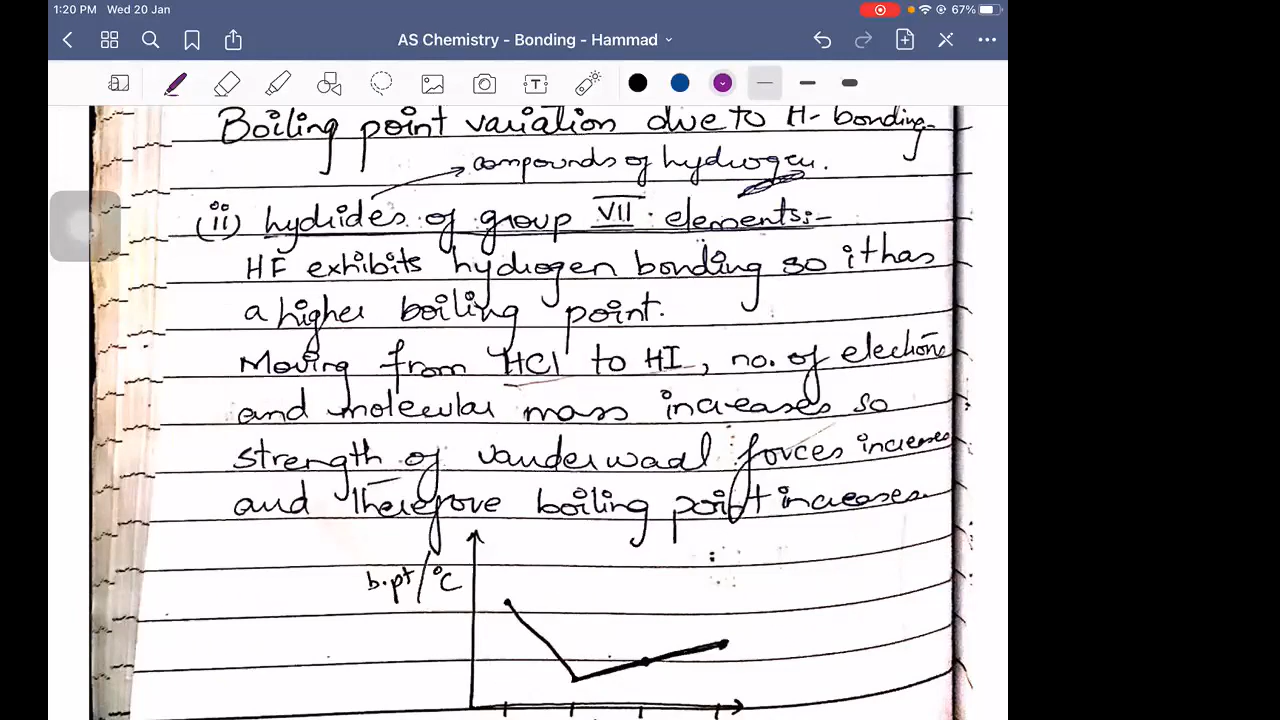 1:20 PM Wed 20 Jan
67%
AS Chemistry - Bonding - Hammad
Boiling point variation due to H-bonding
compounds of hydrogen.
(ii) hydrides of group VII elements:-
HF exhibits hydrogen bonding so it has
a higher boiling point.
Moving from HCl to HI, no. of electrons
and molecular mass increases so
strength of vanderwaal forces increases
and therefore boiling point increases.
b.pt/°C